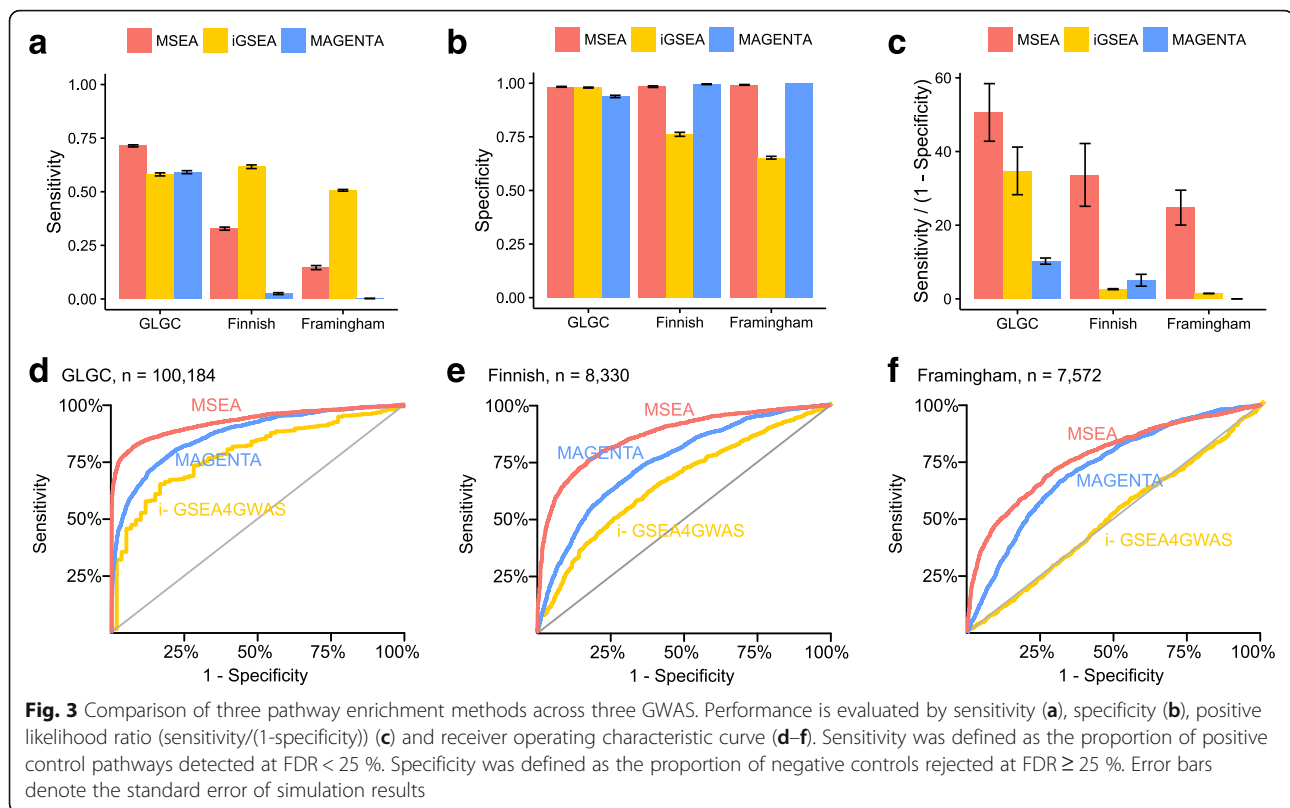 a
MSEA iGSEA MAGENTA
1.00
0.75
0.50
0.25
0.00
Sensitivity
GLGC Finnish Framingham
b
MSEA iGSEA MAGENTA
1.00
0.75
0.50
0.25
0.00
Specificity
GLGC Finnish Framingham
c
MSEA iGSEA MAGENTA
60
40
20
0
Sensitivity / (1 - Specificity)
GLGC Finnish Framingham
d GLGC, n = 100,184
100%
75%
50%
25%
Sensitivity
MSEA
MAGENTA
i- GSEA4GWAS
25% 50% 75% 100%
1 - Specificity
e Finnish, n = 8,330
100%
75%
50%
25%
Sensitivity
MSEA
MAGENTA
i- GSEA4GWAS
25% 50% 75% 100%
1 - Specificity
f Framingham, n = 7,572
100%
75%
50%
25%
Sensitivity
MSEA
MAGENTA
i- GSEA4GWAS
25% 50% 75% 100%
1 - Specificity
Fig. 3 Comparison of three pathway enrichment methods across three GWAS. Performance is evaluated by sensitivity (a), specificity (b), positive
likelihood ratio (sensitivity/(1-specificity)) (c) and receiver operating characteristic curve (d–f). Sensitivity was defined as the proportion of positive
control pathways detected at FDR < 25 %. Specificity was defined as the proportion of negative controls rejected at FDR ≥ 25 %. Error bars
denote the standard error of simulation results